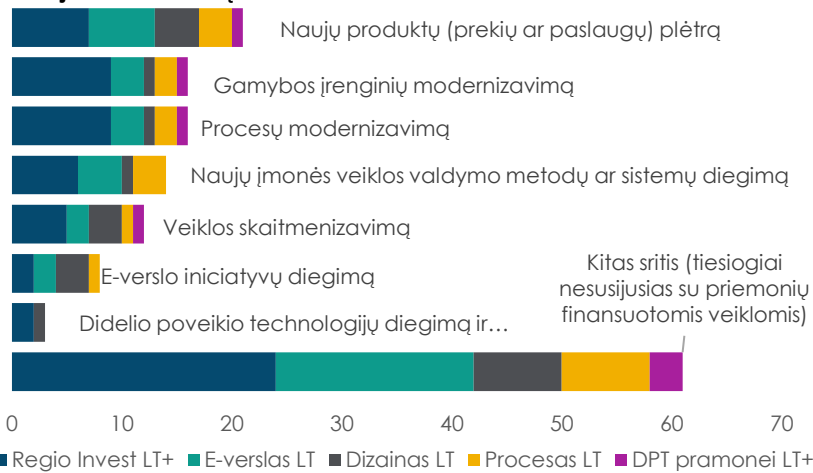 Naujų produktų (prekių ar paslaugų) plėtrą
Gamybos įrenginių modernizavimą
Procesų modernizavimą
Naujų įmonės veiklos valdymo metodų ar sistemų diegimą
Veiklos skaitmenizavimą
E-verslo iniciatyvų diegimą
Kitas sritis (tiesiogiai
nesusijusias su priemonių
finansuotomis veiklomis)
Didelio poveikio technologijų diegimą ir…
0 10 20 30 40 50 60 70
Regio Invest LT+ E-verslas LT Dizainas LT Procesas LT DPT pramonei LT+